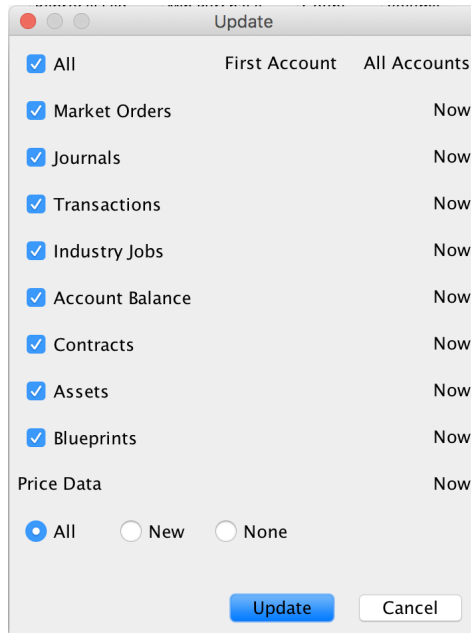 Update
All First Account All Accounts
Market Orders Now
Journals Now
Transactions Now
Industry Jobs Now
Account Balance Now
Contracts Now
Assets Now
Blueprints Now
Price Data Now
All New None
Update Cancel